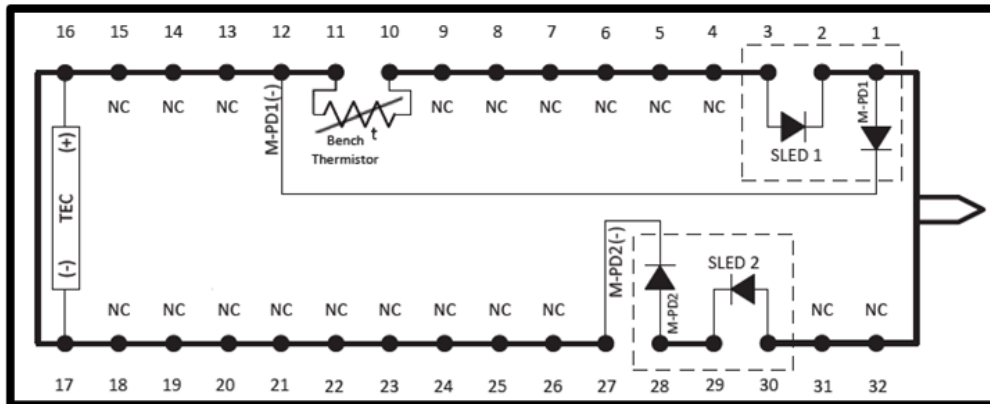 16 15 14 13 12 11 10 9 8 7 6 5 4 3 2 1
NC NC NC M-PD1(-) NC NC NC NC NC NC M-PD1
t
Bench
Thermistor
SLED 1
(+)
TEC
(-)
M-PD2(-) SLED 2
M-PD2
NC NC NC NC NC NC NC NC NC NC NC
17 18 19 20 21 22 23 24 25 26 27 28 29 30 31 32